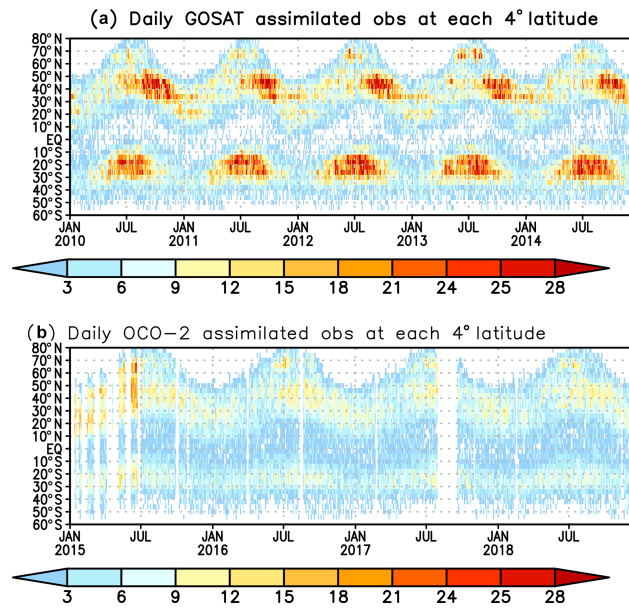 (a) Daily GOSAT assimilated obs at each 4° latitude
80°N
70°N
60°N
50°N
40°N
30°N
20°N
10°N
EQ
10°S
20°S
30°S
40°S
50°S
60°S
JAN JUL JAN JUL JAN JUL JAN JUL JAN JUL
2010 2011 2012 2013 2014
3 6 9 12 15 18 21 24 25 28
(b) Daily OCO-2 assimilated obs at each 4° latitude
80°N
70°N
60°N
50°N
40°N
30°N
20°N
10°N
EQ
10°S
20°S
30°S
40°S
50°S
60°S
JAN JUL JAN JUL JAN JUL JAN JUL
2015 2016 2017 2018
3 6 9 12 15 18 21 24 25 28